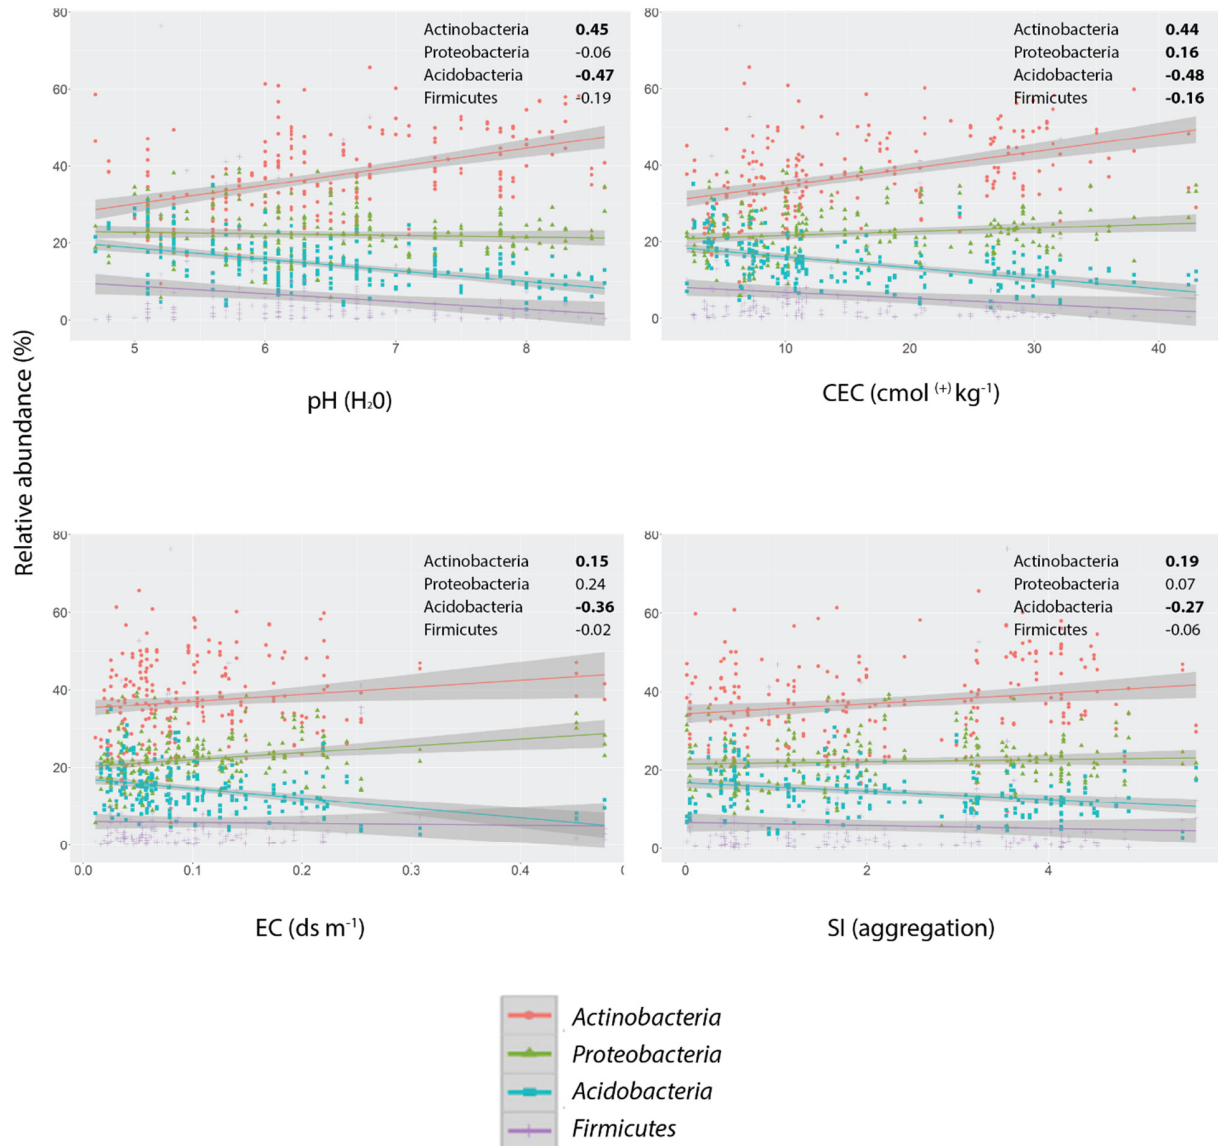 Relative abundance (%)
80
60
40
20
0
Actinobacteria 0.45
Proteobacteria -0.06
Acidobacteria -0.47
Firmicutes -0.19
5 6 7 8
pH (H₂0)
80
60
40
20
0
Actinobacteria 0.44
Proteobacteria 0.16
Acidobacteria -0.48
Firmicutes -0.16
10 20 30 40
CEC (cmol ⁽⁺⁾ kg⁻¹)
80
60
40
20
0
Actinobacteria 0.15
Proteobacteria 0.24
Acidobacteria -0.36
Firmicutes -0.02
0.0 0.1 0.2 0.3 0.4
EC (ds m⁻¹)
80
60
40
20
0
Actinobacteria 0.19
Proteobacteria 0.07
Acidobacteria -0.27
Firmicutes -0.06
0 2 4
SI (aggregation)
Actinobacteria
Proteobacteria
Acidobacteria
Firmicutes